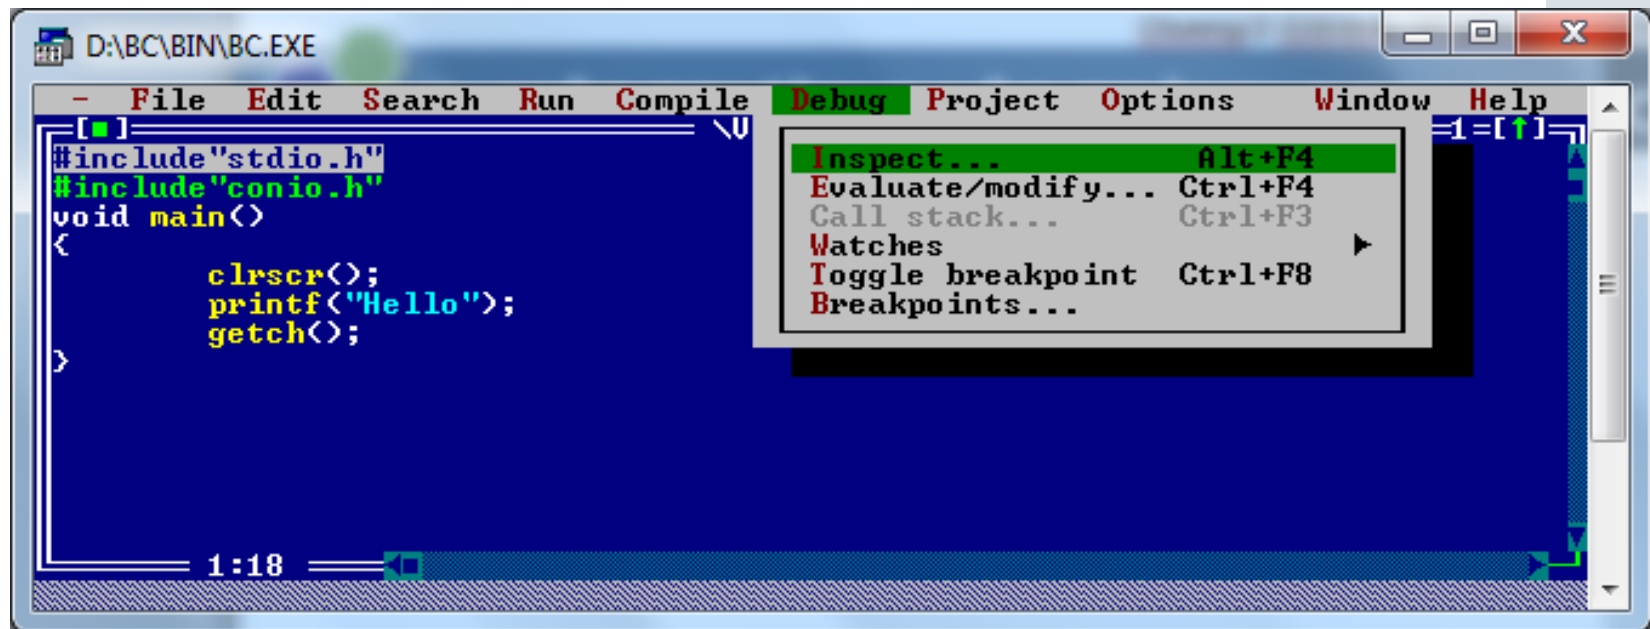 D:\BC\BIN\BC.EXE
- File Edit Search Run Compile Debug Project Options Window Help
[■] \V 1=[↑]
#include"stdio.h"
#include"conio.h"
void main()
{
clrscr();
printf("Hello");
getch();
}
Inspect... Alt+F4
Evaluate/modify... Ctrl+F4
Call stack... Ctrl+F3
Watches
Toggle breakpoint Ctrl+F8
Breakpoints...
1:18